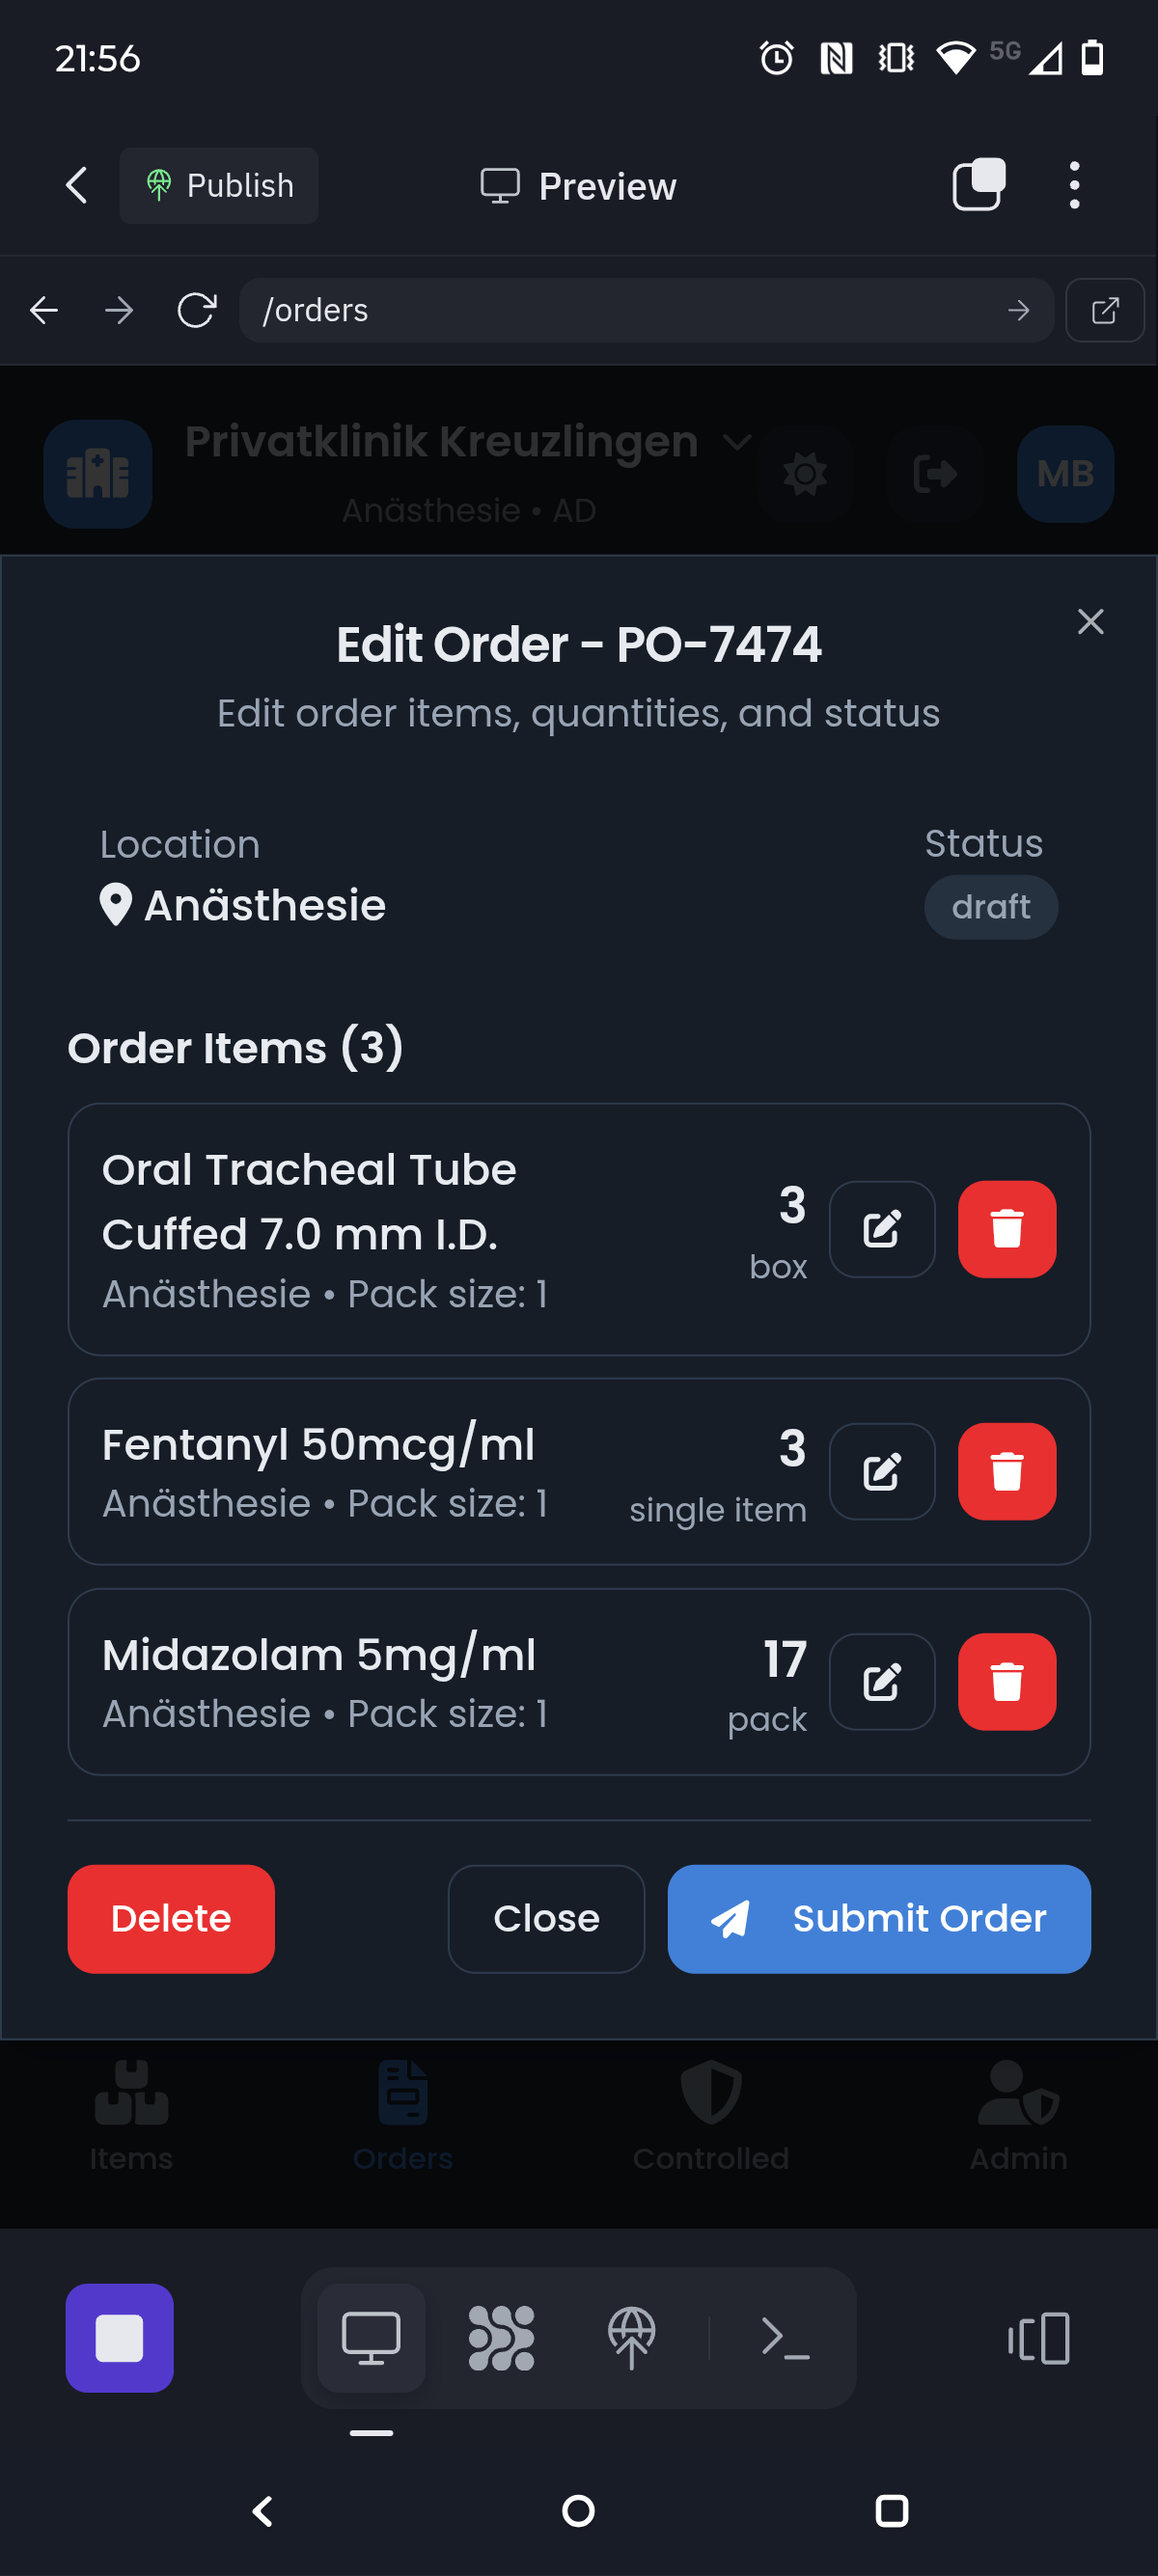 21:56
5G
Publish
Preview
/orders
Privatklinik Kreuzlingen
Anästhesie • AD
MB
Edit Order - PO-7474
Edit order items, quantities, and status
Location
Status
Anästhesie
draft
Order Items (3)
Oral Tracheal Tube
Cuffed 7.0 mm I.D.
Anästhesie • Pack size: 1
3
box
Fentanyl 50mcg/ml
Anästhesie • Pack size: 1
3
single item
Midazolam 5mg/ml
Anästhesie • Pack size: 1
17
pack
Delete
Close
Submit Order
Items
Orders
Controlled
Admin